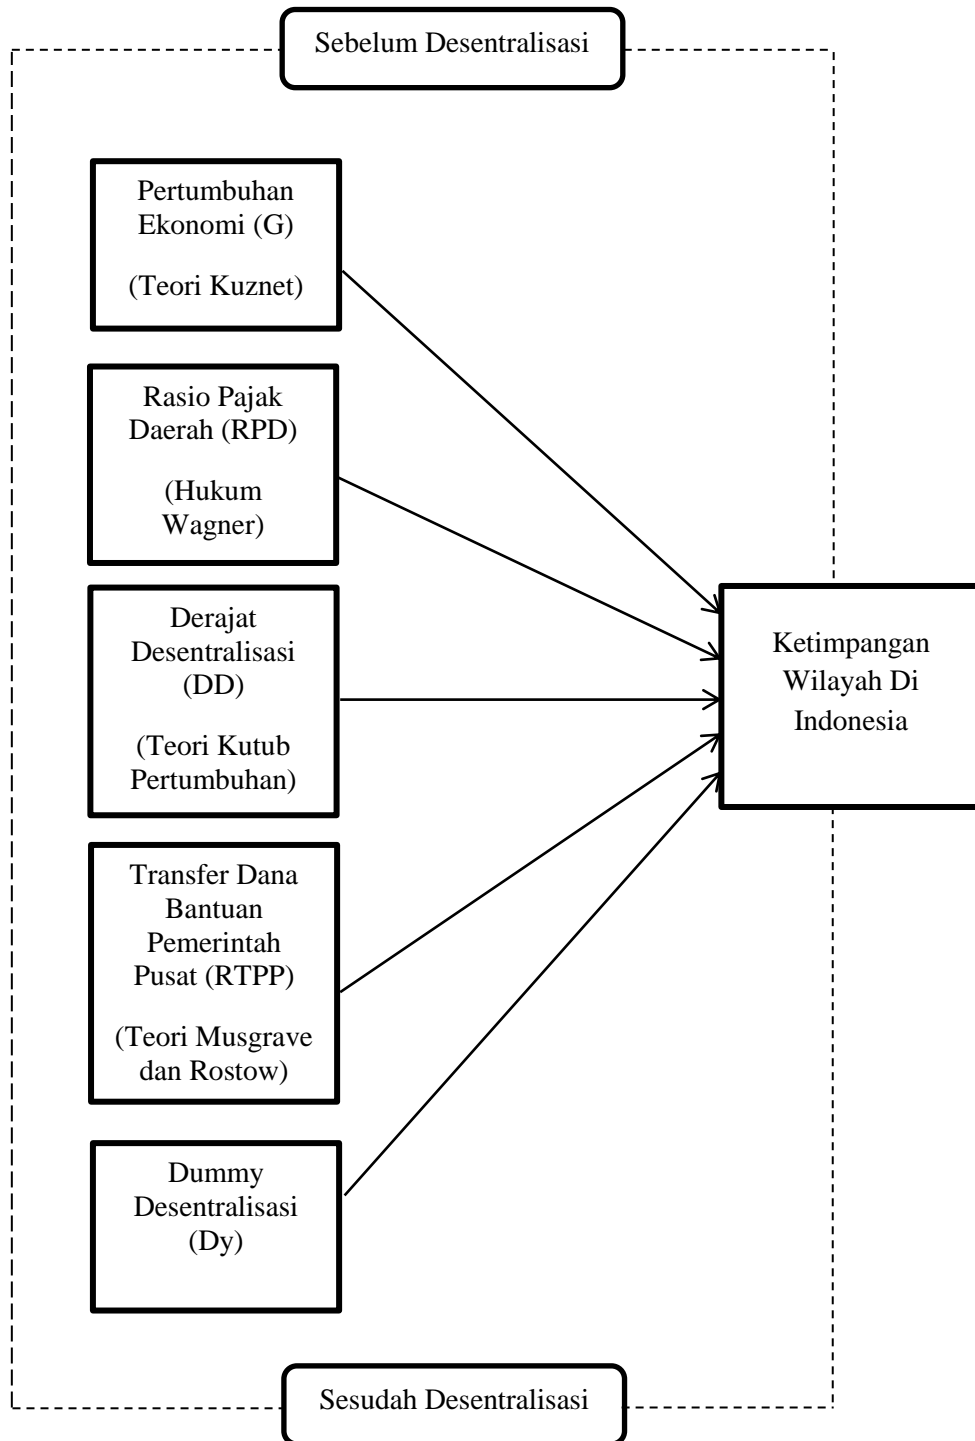 Sebelum Desentralisasi
Pertumbuhan
Ekonomi (G)
(Teori Kuznet)
Rasio Pajak
Daerah (RPD)
(Hukum
Wagner)
Derajat
Desentralisasi
(DD)
(Teori Kutub
Pertumbuhan)
Transfer Dana
Bantuan
Pemerintah
Pusat (RTPP)
(Teori Musgrave
dan Rostow)
Dummy
Desentralisasi
(Dy)
Ketimpangan
Wilayah Di
Indonesia
Sesudah Desentralisasi